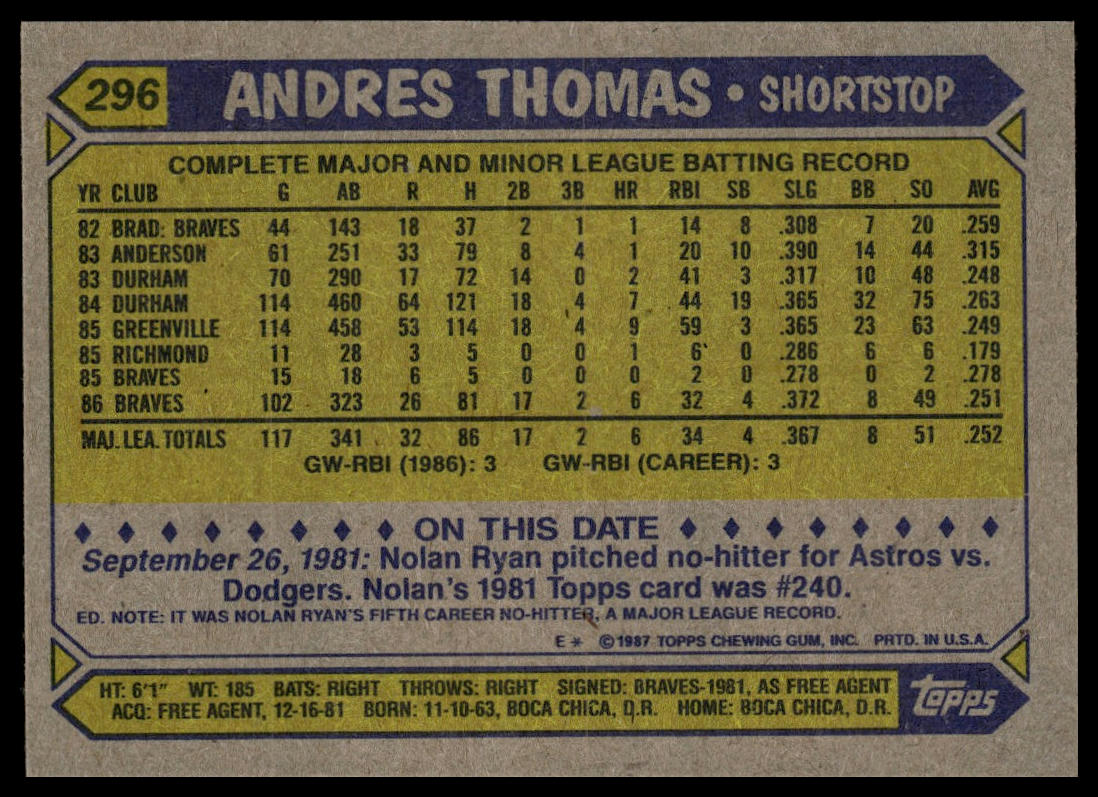 296 ANDRES THOMAS • SHORTSTOP
COMPLETE MAJOR AND MINOR LEAGUE BATTING RECORD
YR CLUB G AB R H 2B 3B HR RBI SB SLG BB SO AVG
82 BRAD. BRAVES 44 143 18 37 2 1 1 14 8 .308 7 20 .259
83 ANDERSON 61 251 33 79 8 4 1 20 10 .390 14 44 .315
83 DURHAM 70 290 17 72 14 0 2 41 3 .317 10 48 .248
84 DURHAM 114 460 64 121 18 4 7 44 19 .365 32 75 .263
85 GREENVILLE 114 458 53 114 18 4 9 59 3 .365 23 63 .249
85 RICHMOND 11 28 3 5 0 0 1 6 0 .286 6 6 .179
85 BRAVES 15 18 6 5 0 0 0 2 0 .278 0 2 .278
86 BRAVES 102 323 26 81 17 2 6 32 4 .372 8 49 .251
MAJ. LEA. TOTALS 117 341 32 86 17 2 6 34 4 .367 8 51 .252
GW-RBI (1986): 3 GW-RBI (CAREER): 3
ON THIS DATE
September 26, 1981: Nolan Ryan pitched no-hitter for Astros vs.
Dodgers. Nolan's 1981 Topps card was #240.
ED. NOTE: IT WAS NOLAN RYAN'S FIFTH CAREER NO-HITTER, A MAJOR LEAGUE RECORD.
E * ©1987 TOPPS CHEWING GUM, INC. PRTD. IN U.S.A.
HT: 6'1" WT: 185 BATS: RIGHT THROWS: RIGHT SIGNED: BRAVES-1981, AS FREE AGENT
ACQ: FREE AGENT, 12-16-81 BORN: 11-10-63, BOCA CHICA, D.R. HOME: BOCA CHICA, D.R.
Topps